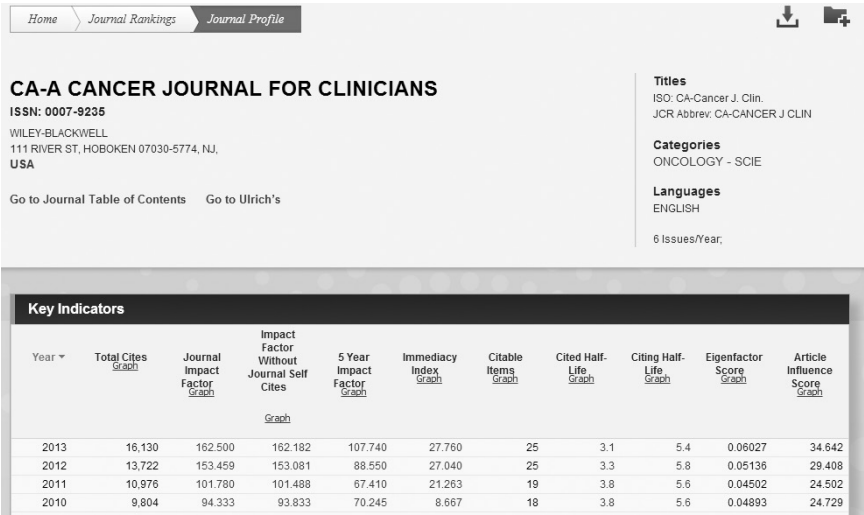 Home Journal Rankings Journal Profile
CA-A CANCER JOURNAL FOR CLINICIANS
ISSN: 0007-9235
WILEY-BLACKWELL
111 RIVER ST, HOBOKEN 07030-5774, NJ,
USA
Go to Journal Table of Contents Go to Ulrich's
Titles
ISO: CA-Cancer J. Clin.
JCR Abbrev: CA-CANCER J CLIN
Categories
ONCOLOGY - SCIE
Languages
ENGLISH
6 Issues/Year;
Key Indicators
Year
Total Cites
Graph
Journal
Impact
Factor
Graph
Impact
Factor
Without
Journal Self
Cites
Graph
5 Year
Impact
Factor
Graph
Immediacy
Index
Graph
Citable
Items
Graph
Cited Half-
Life
Graph
Citing Half-
Life
Graph
Eigenfactor
Score
Graph
Article
Influence
Score
Graph
2013 16,130 162.500 162.182 107.740 27.760 25 3.1 5.4 0.06027 34.642
2012 13,722 153.459 153.081 88.550 27.040 25 3.3 5.8 0.05136 29.408
2011 10,976 101.780 101.488 67.410 21.263 19 3.8 5.6 0.04502 24.502
2010 9,804 94.333 93.833 70.245 8.667 18 3.8 5.6 0.04893 24.729